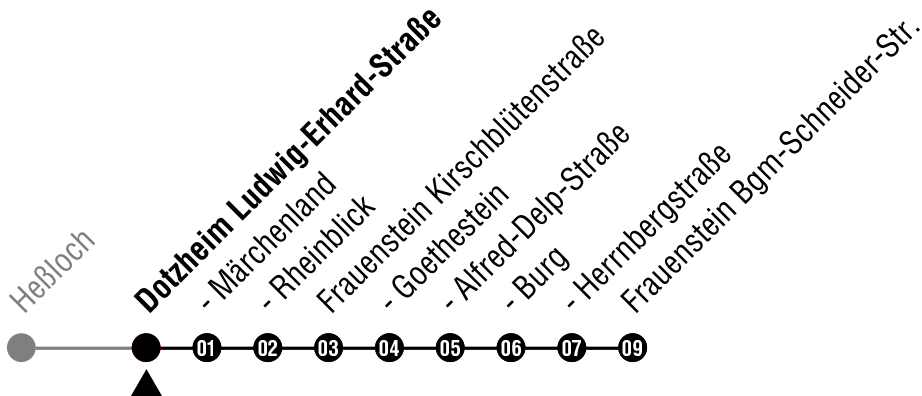 Heßloch
Dotzheim Ludwig-Erhard-Straße
- Märchenland
- Rheinblick
Frauenstein Kirschblütenstraße
- Goethestein
- Alfred-Delp-Straße
- Burg
- Herrnbergstraße
Frauenstein Bgm-Schneider-Str.
01 02 03 04 05 06 07 09